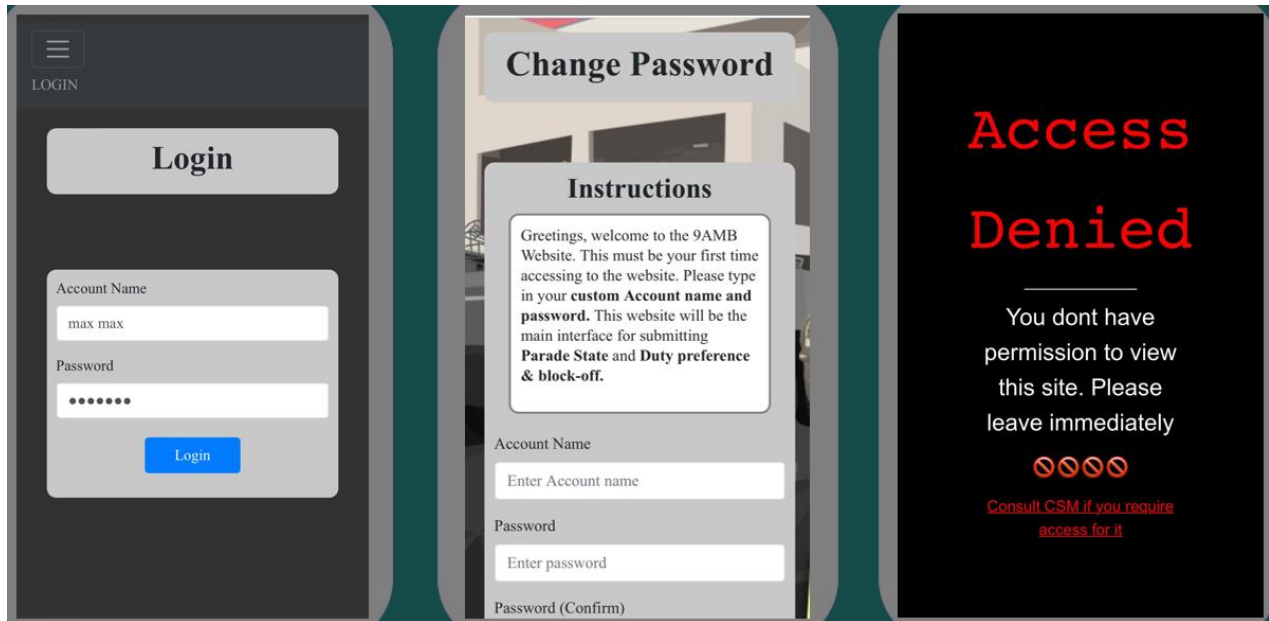 LOGIN
Login
Account Name
max max
Password
Login
Change Password
Instructions
Greetings, welcome to the 9AMB
Website. This must be your first time
accessing to the website. Please type
in your custom Account name and
password. This website will be the
main interface for submitting
Parade State and Duty preference
& block-off.
Account Name
Enter Account name
Password
Enter password
Password (Confirm)
Access
Denied
You dont have
permission to view
this site. Please
leave immediately
Consult CSM if you require
access for it